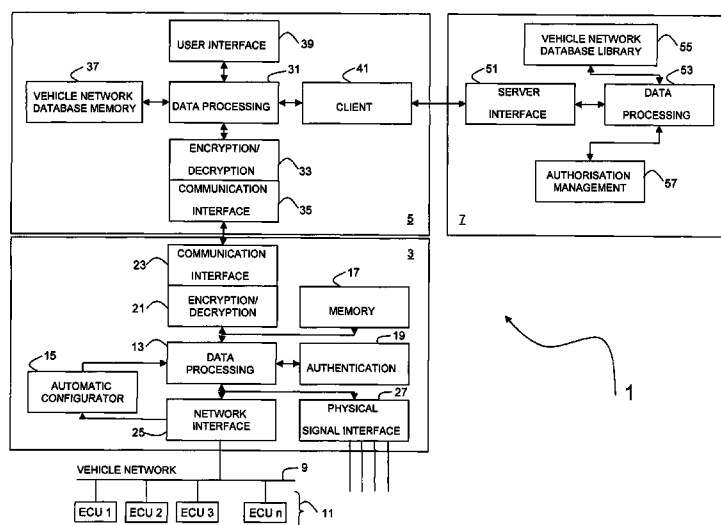 USER INTERFACE
39
37
VEHICLE NETWORK
DATABASE MEMORY
31
DATA PROCESSING
41
CLIENT
ENCRYPTION/
DECRYPTION
33
COMMUNICATION
INTERFACE
35
5
VEHICLE NETWORK
DATABASE LIBRARY
55
51
SERVER
INTERFACE
53
DATA
PROCESSING
AUTHORISATION
MANAGEMENT
57
7
3
23
COMMUNICATION
INTERFACE
17
MEMORY
21
ENCRYPTION/
DECRYPTION
13
DATA
PROCESSING
19
AUTHENTICATION
15
AUTOMATIC
CONFIGURATOR
25
NETWORK
INTERFACE
27
PHYSICAL
SIGNAL INTERFACE
1
VEHICLE NETWORK
9
ECU 1
ECU 2
ECU 3
ECU n
11